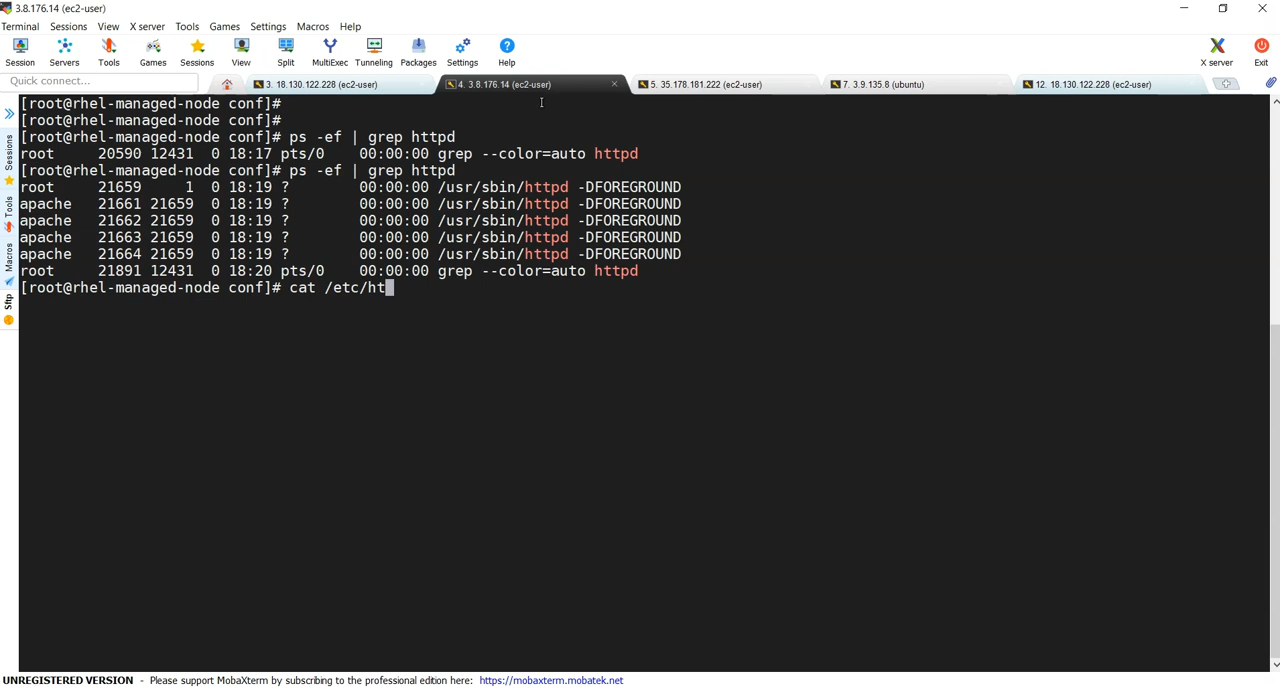 3.8.176.14 (ec2-user)
Terminal Sessions View X server Tools Games Settings Macros Help
Session Servers Tools Games Sessions View Split MultiExec Tunneling Packages Settings Help X server Exit
Quick connect... 3. 18.130.122.228 (ec2-user) 4. 3.8.176.14 (ec2-user) 5. 35.178.181.222 (ec2-user) 7. 3.9.135.8 (ubuntu) 12. 18.130.122.228 (ec2-user)
Sessions
Tools
Macros
Sftp
[root@rhel-managed-node conf]#
[root@rhel-managed-node conf]#
[root@rhel-managed-node conf]# ps -ef | grep httpd
root     20590 12431  0 18:17 pts/0    00:00:00 grep --color=auto httpd
[root@rhel-managed-node conf]# ps -ef | grep httpd
root     21659     1  0 18:19 ?        00:00:00 /usr/sbin/httpd -DFOREGROUND
apache   21661 21659  0 18:19 ?        00:00:00 /usr/sbin/httpd -DFOREGROUND
apache   21662 21659  0 18:19 ?        00:00:00 /usr/sbin/httpd -DFOREGROUND
apache   21663 21659  0 18:19 ?        00:00:00 /usr/sbin/httpd -DFOREGROUND
apache   21664 21659  0 18:19 ?        00:00:00 /usr/sbin/httpd -DFOREGROUND
root     21891 12431  0 18:20 pts/0    00:00:00 grep --color=auto httpd
[root@rhel-managed-node conf]# cat /etc/ht
UNREGISTERED VERSION - Please support MobaXterm by subscribing to the professional edition here: https://mobaxterm.mobatek.net